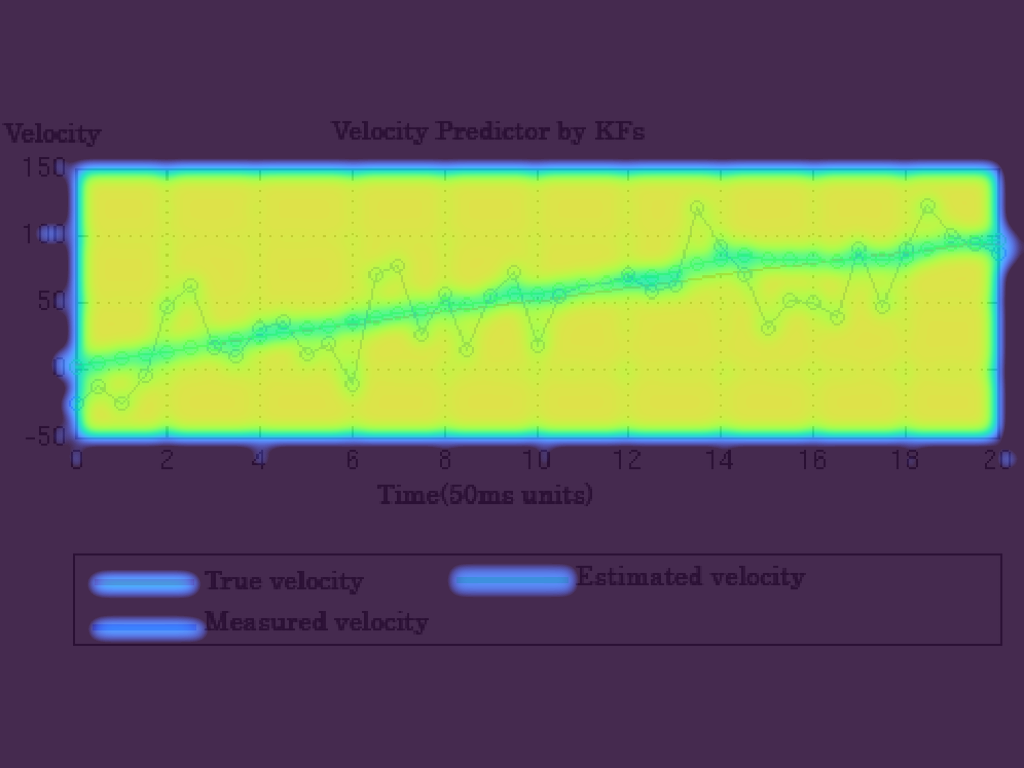 Velocity Predictor by KFs
Velocity
150
100
50
0
-50
0 2 4 6 8 10 12 14 16 18 20
Time(50ms units)
True velocity Estimated velocity
Measured velocity